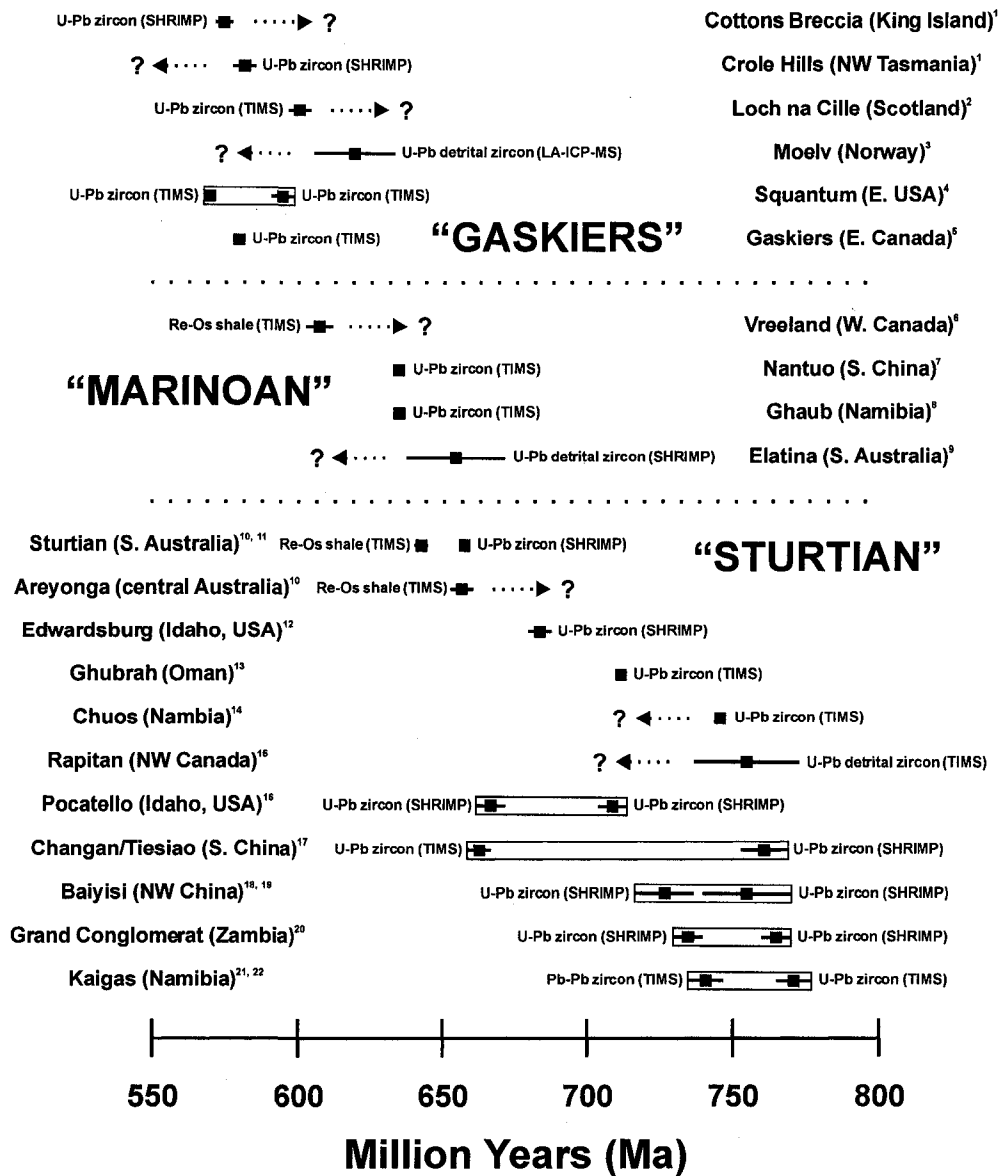 U-Pb zircon (SHRIMP) ? Cottons Breccia (King Island)¹
? U-Pb zircon (SHRIMP) Crole Hills (NW Tasmania)¹
U-Pb zircon (TIMS) ? Loch na Cille (Scotland)²
? U-Pb detrital zircon (LA-ICP-MS) Moelv (Norway)³
U-Pb zircon (TIMS) U-Pb zircon (TIMS) Squantum (E. USA)⁴
U-Pb zircon (TIMS) "GASKIERS" Gaskiers (E. Canada)⁵
Re-Os shale (TIMS) ? Vreeland (W. Canada)⁶
"MARINOAN" U-Pb zircon (TIMS) Nantuo (S. China)⁷
U-Pb zircon (TIMS) Ghaub (Namibia)⁸
? U-Pb detrital zircon (SHRIMP) Elatina (S. Australia)⁹
Sturtian (S. Australia)¹⁰, ¹¹ Re-Os shale (TIMS) U-Pb zircon (SHRIMP) "STURTIAN"
Areyonga (central Australia)¹⁰ Re-Os shale (TIMS) ?
Edwardsburg (Idaho, USA)¹² U-Pb zircon (SHRIMP)
Ghubrah (Oman)¹³ U-Pb zircon (TIMS)
Chuos (Nambia)¹⁴ ? U-Pb zircon (TIMS)
Rapitan (NW Canada)¹⁵ ? U-Pb detrital zircon (TIMS)
Pocatello (Idaho, USA)¹⁶ U-Pb zircon (SHRIMP) U-Pb zircon (SHRIMP)
Changan/Tiesiao (S. China)¹⁷ U-Pb zircon (TIMS) U-Pb zircon (SHRIMP)
Baiyisi (NW China)¹⁸, ¹⁹ U-Pb zircon (SHRIMP) U-Pb zircon (SHRIMP)
Grand Conglomerat (Zambia)²⁰ U-Pb zircon (SHRIMP) U-Pb zircon (SHRIMP)
Kaigas (Namibia)²¹, ²² Pb-Pb zircon (TIMS) U-Pb zircon (TIMS)
550 600 650 700 750 800
Million Years (Ma)